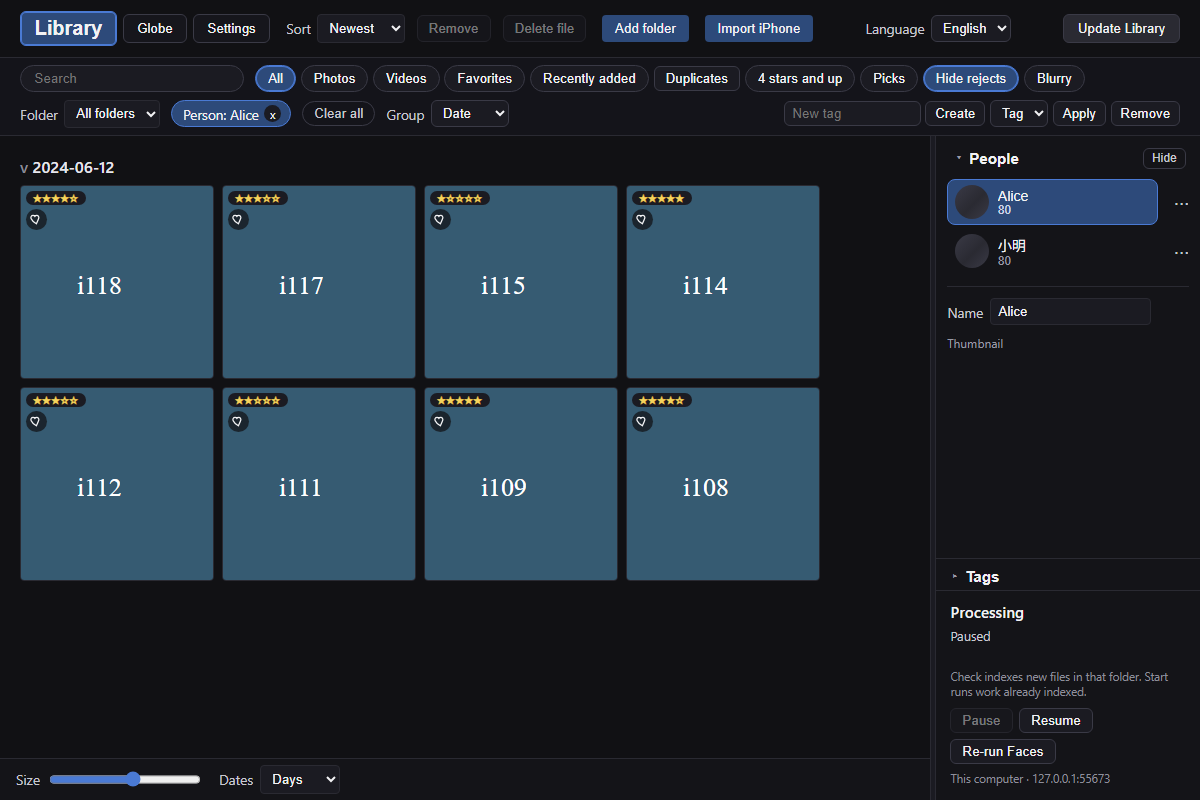 Library Globe Settings Sort Newest Remove Delete file Add folder Import iPhone Language English Update Library
Search All Photos Videos Favorites Recently added Duplicates 4 stars and up Picks Hide rejects Blurry
Folder All folders Person: Alice x Clear all Group Date New tag Create Tag Apply Remove
v 2024-06-12
★★★★☆ ★★★☆☆ ★☆☆☆☆ ★★★★★
i118 i117 i115 i114
★★★☆☆ ★★☆☆☆ ★★★★★ ★★★★☆
i112 i111 i109 i108
People Hide
Alice
80
...
小明
80
...
Name Alice
Thumbnail
Tags
Processing
Paused
Check indexes new files in that folder. Start
runs work already indexed.
Pause Resume
Re-run Faces
This computer · 127.0.0.1:55673
Size Dates Days